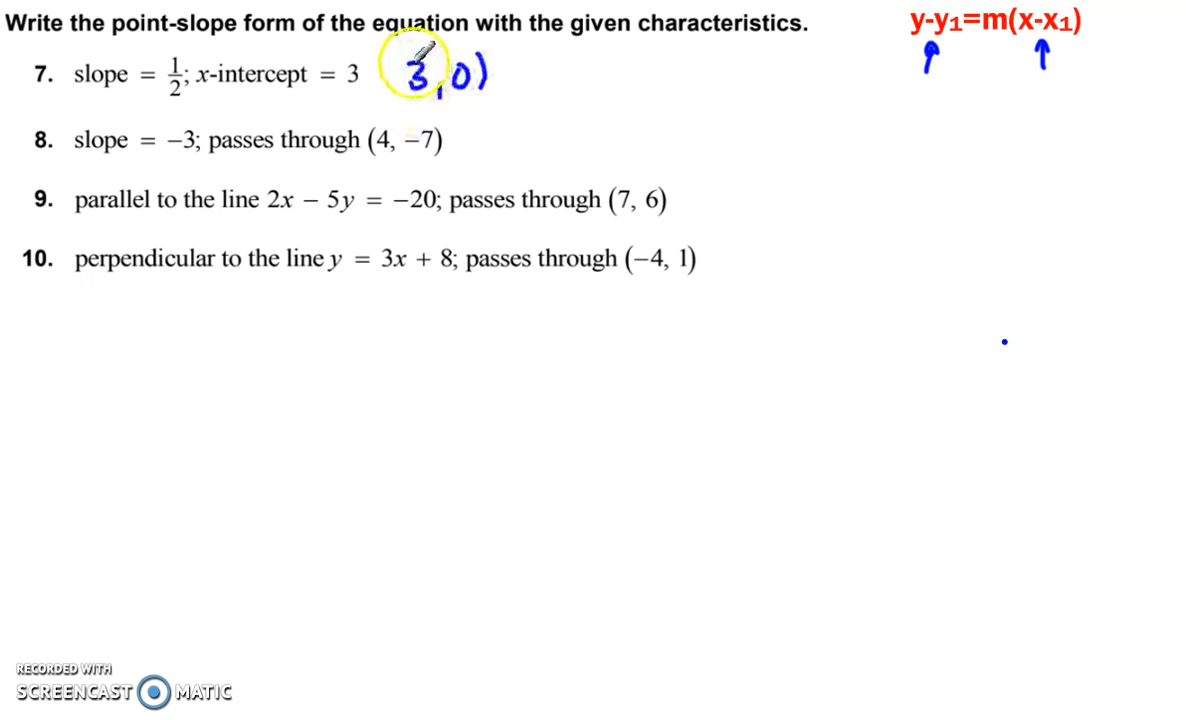 Write the point-slope form of the equation with the given characteristics. y-y₁=m(x-x₁)
7. slope = 1/2; x-intercept = 3 3,0)
8. slope = −3; passes through (4, −7)
9. parallel to the line 2x − 5y = −20; passes through (7, 6)
10. perpendicular to the line y = 3x + 8; passes through (−4, 1)
RECORDED WITH
SCREENCAST MATIC